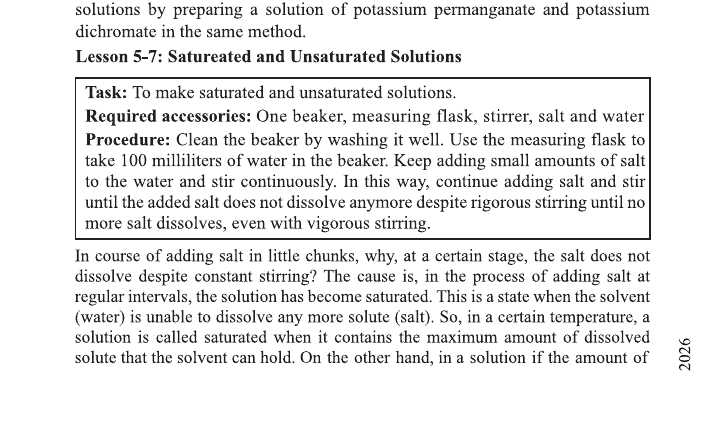 solutions by preparing a solution of potassium permanganate and potassium
dichromate in the same method.
Lesson 5-7: Satureated and Unsaturated Solutions
Task: To make saturated and unsaturated solutions.
Required accessories: One beaker, measuring flask, stirrer, salt and water
Procedure: Clean the beaker by washing it well. Use the measuring flask to
take 100 milliliters of water in the beaker. Keep adding small amounts of salt
to the water and stir continuously. In this way, continue adding salt and stir
until the added salt does not dissolve anymore despite rigorous stirring until no
more salt dissolves, even with vigorous stirring.
In course of adding salt in little chunks, why, at a certain stage, the salt does not
dissolve despite constant stirring? The cause is, in the process of adding salt at
regular intervals, the solution has become saturated. This is a state when the solvent
(water) is unable to dissolve any more solute (salt). So, in a certain temperature, a
solution is called saturated when it contains the maximum amount of dissolved
solute that the solvent can hold. On the other hand, in a solution if the amount of
2026